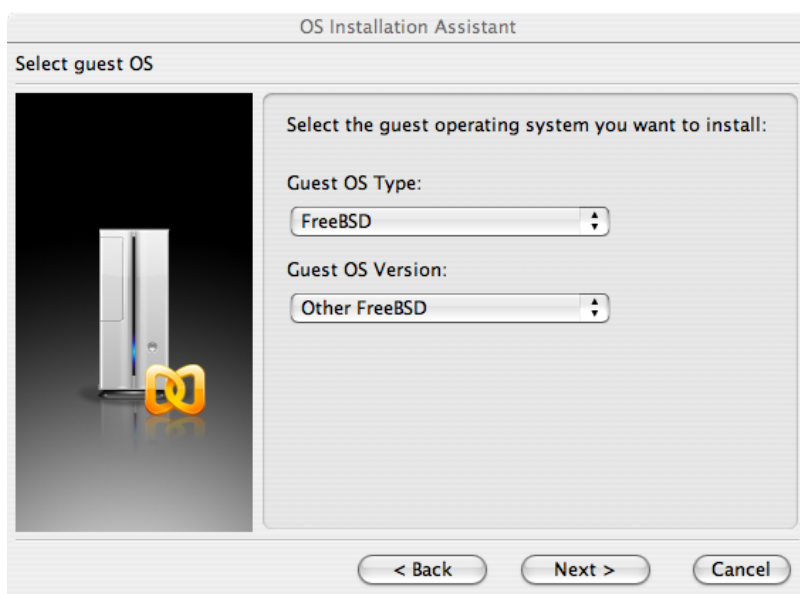 OS Installation Assistant
Select guest OS
Select the guest operating system you want to install:
Guest OS Type:
FreeBSD
Guest OS Version:
Other FreeBSD
< Back
Next >
Cancel